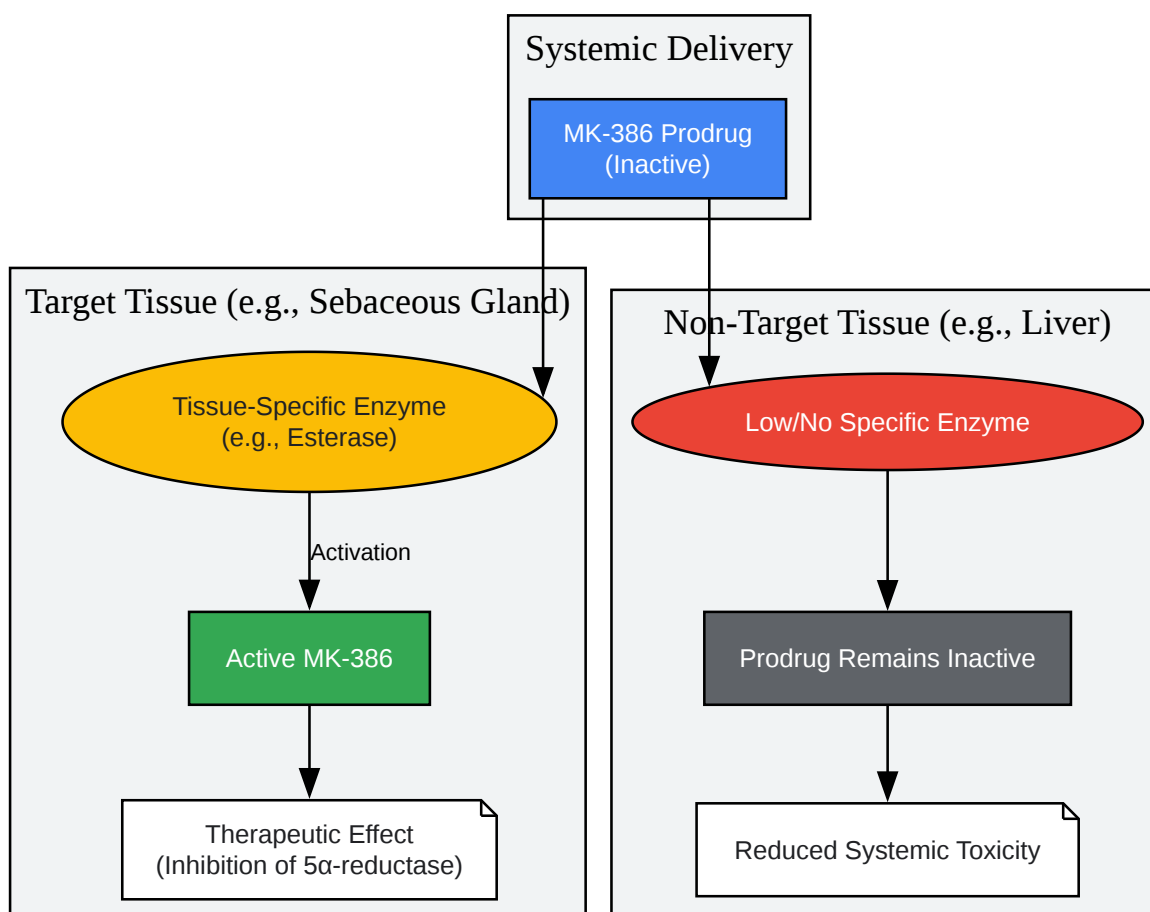 Systemic Delivery
MK-386 Prodrug
(Inactive)
Target Tissue (e.g., Sebaceous Gland)
Tissue-Specific Enzyme
(e.g., Esterase)
Activation
Active MK-386
Therapeutic Effect
(Inhibition of 5α-reductase)
Non-Target Tissue (e.g., Liver)
Low/No Specific Enzyme
Prodrug Remains Inactive
Reduced Systemic Toxicity